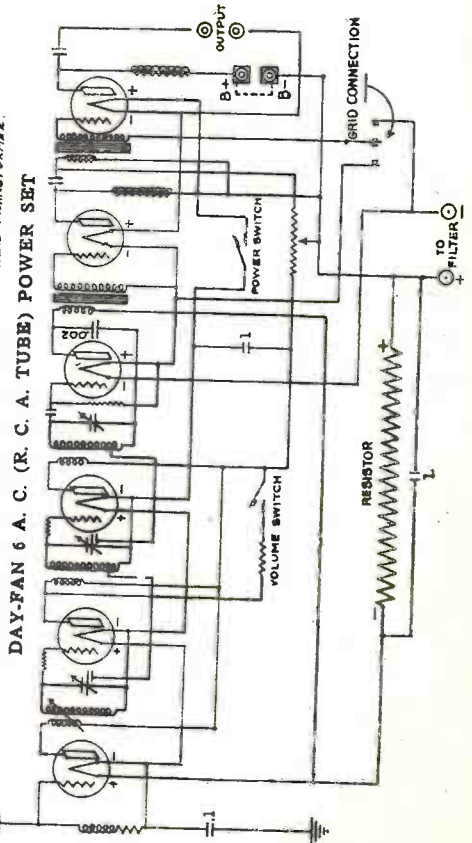 DAY-FAN 6 A. C. (R. C. A. TUBE) POWER SET
OUTPUT
B+
B-
GRID CONNECTION
POWER SWITCH
TO
FILTER
+
-
.002
.1
VOLUME SWITCH
RESISTOR
+
-
.1